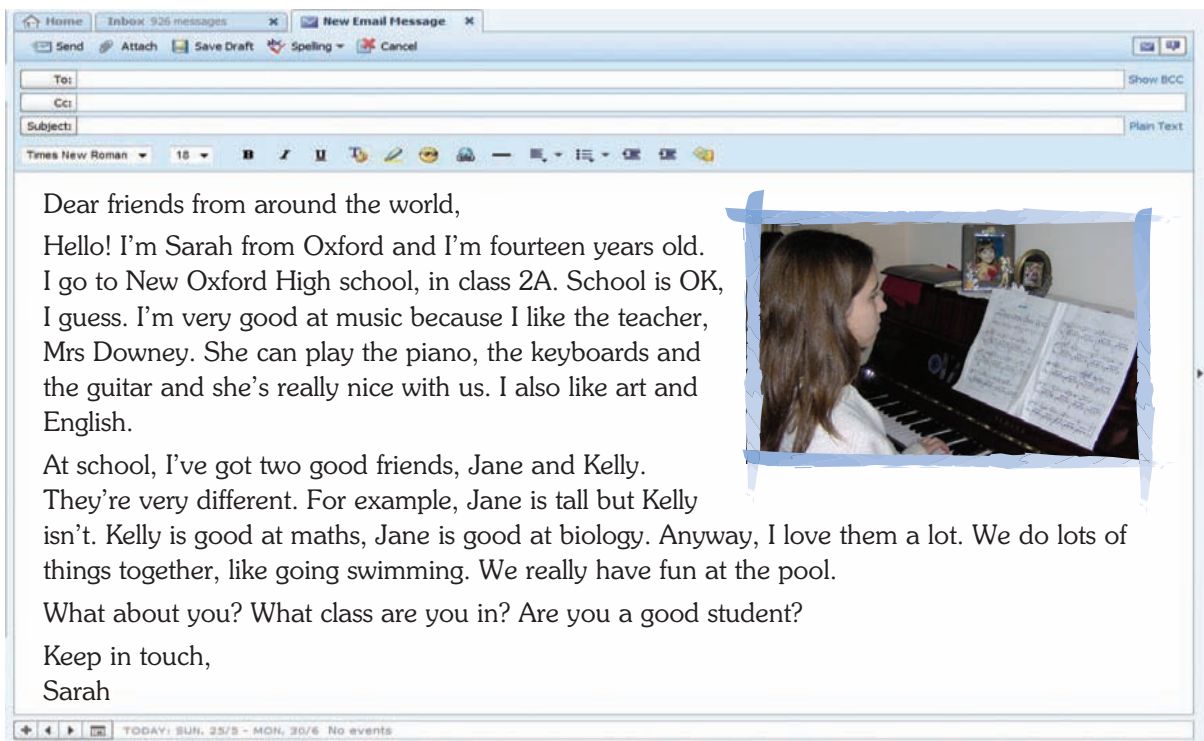 Home Inbox 926 messages × New Email Message ×
Send Attach Save Draft Spelling Cancel
To: Show BCC
Cc:
Subject: Plain Text
Times New Roman 18 B I U T
Dear friends from around the world,
Hello! I'm Sarah from Oxford and I'm fourteen years old.
I go to New Oxford High school, in class 2A. School is OK,
I guess. I'm very good at music because I like the teacher,
Mrs Downey. She can play the piano, the keyboards and
the guitar and she's really nice with us. I also like art and
English.
At school, I've got two good friends, Jane and Kelly.
They're very different. For example, Jane is tall but Kelly
isn't. Kelly is good at maths, Jane is good at biology. Anyway, I love them a lot. We do lots of
things together, like going swimming. We really have fun at the pool.
What about you? What class are you in? Are you a good student?
Keep in touch,
Sarah
TODAY: SUN, 25/5 - MON, 30/6 No events